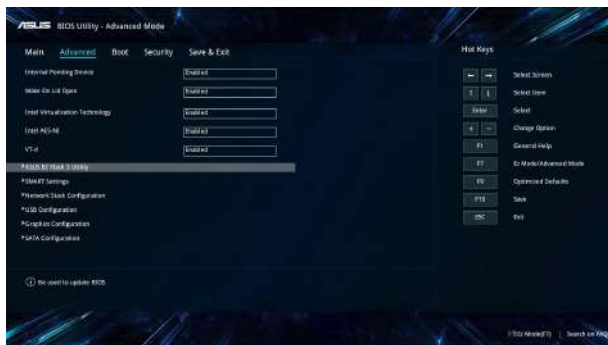 ASUS BIOS Utility - Advanced Mode
Main Advanced Boot Security Save & Exit
Internal Pointing Device Enabled
Wake On Lid Open Enabled
Intel Virtualization Technology Enabled
Intel AES-NI Enabled
VT-d Enabled
ASUS EZ Flash 3 Utility
SMART Settings
Network Stack Configuration
USB Configuration
Graphics Configuration
SATA Configuration
Be used to update BIOS
Hot Keys
← → Select Screen
↑ ↓ Select Item
Enter Select
+ − Change Option
F1 General Help
F7 Ez Mode/Advanced Mode
F9 Optimized Defaults
F10 Save
ESC Exit
Ez Mode(F7) | Search on FAQ